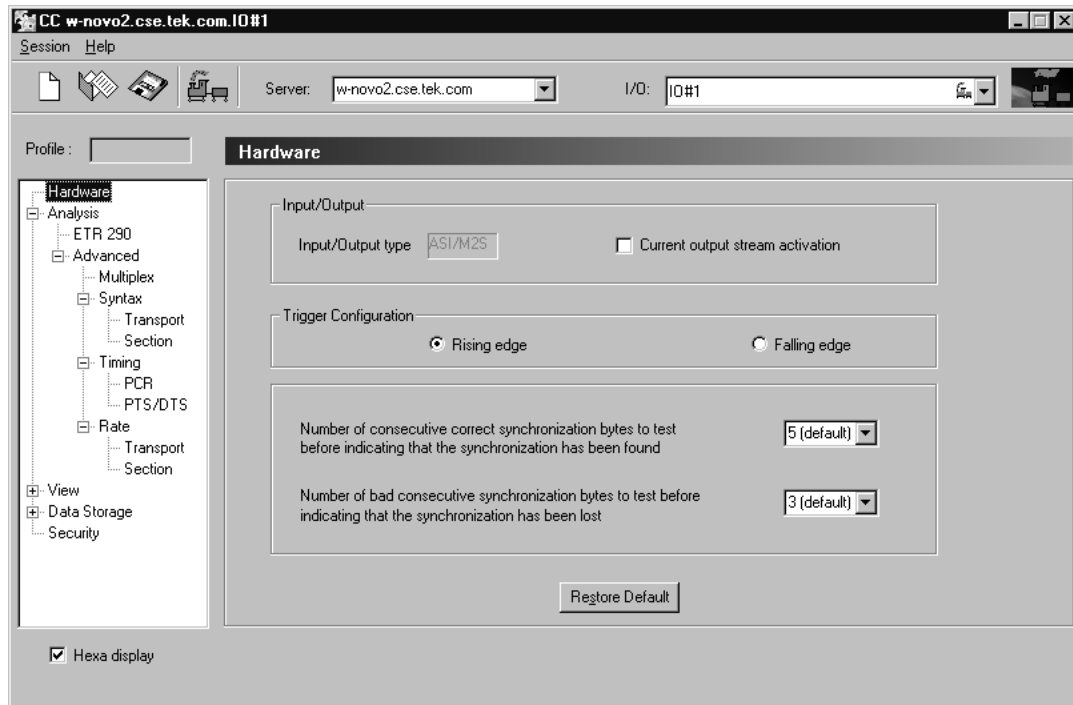 CC w-novo2.cse.tek.com.IO#1
Session Help
Server: w-novo2.cse.tek.com I/O: IO#1
Profile :
Hardware
Hardware
Analysis
ETR 290
Advanced
Multiplex
Syntax
Transport
Section
Timing
PCR
PTS/DTS
Rate
Transport
Section
View
Data Storage
Security
Input/Output
Input/Output type ASI/M2S Current output stream activation
Trigger Configuration
Rising edge Falling edge
Number of consecutive correct synchronization bytes to test
before indicating that the synchronization has been found
5 (default)
Number of bad consecutive synchronization bytes to test before
indicating that the synchronization has been lost
3 (default)
Restore Default
Hexa display